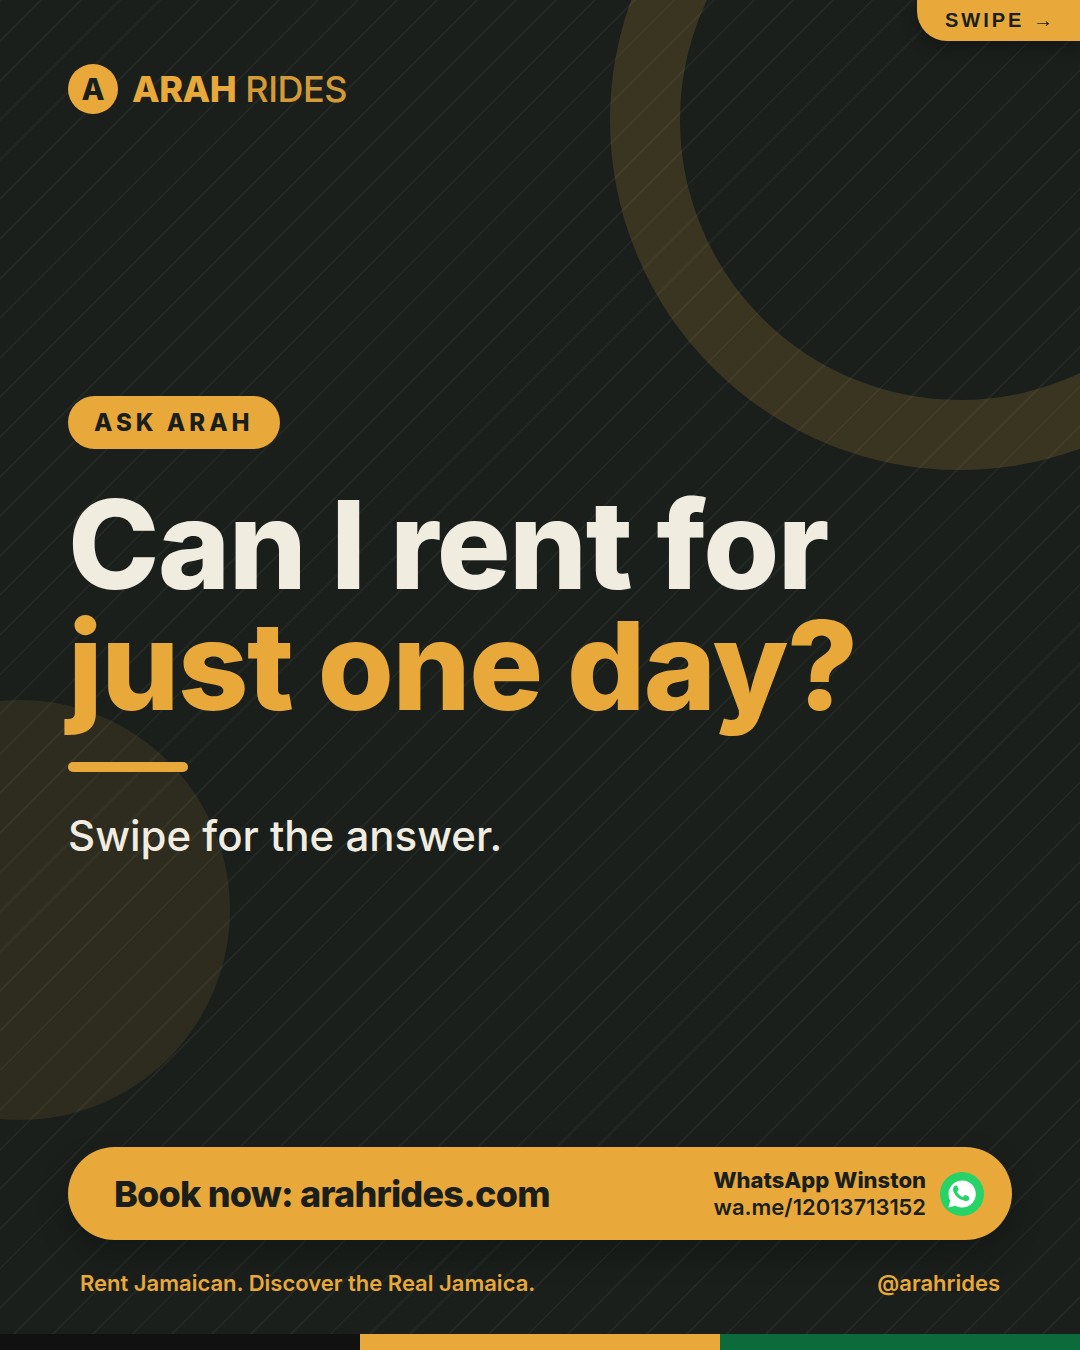 SWIPE →
A ARAH RIDES
ASK ARAH
Can I rent for
just one day?
Swipe for the answer.
Book now: arahrides.com
WhatsApp Winston
wa.me/12013713152
Rent Jamaican. Discover the Real Jamaica.
@arahrides